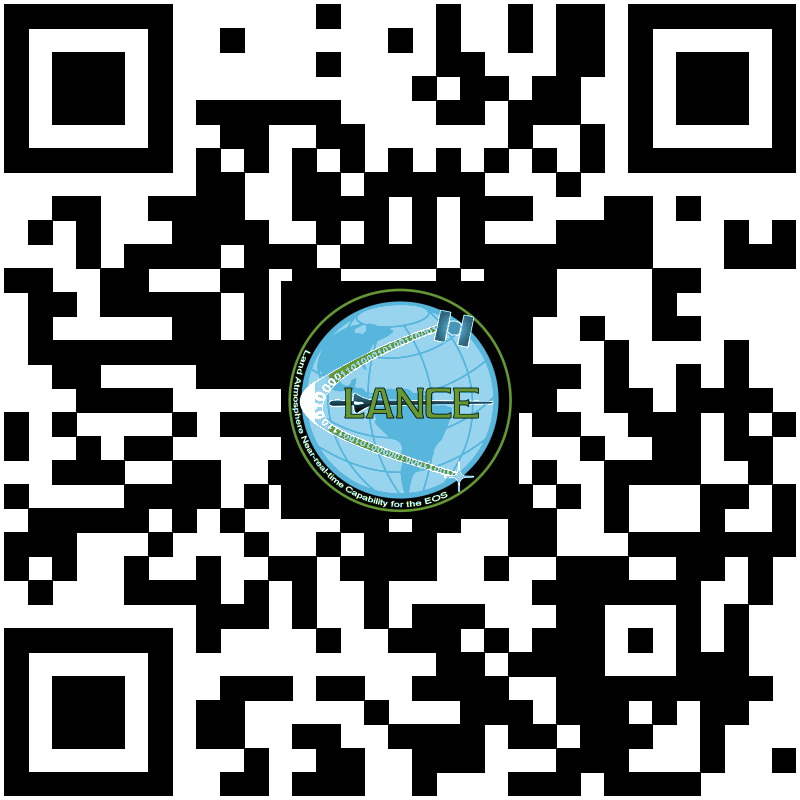 LANCE
Land Atmosphere Near-real-time Capability for the EOS